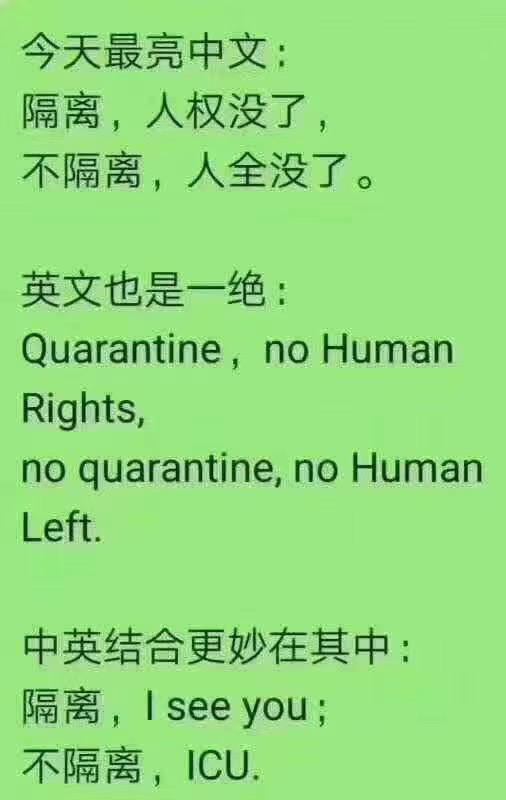 今天最亮中文：
隔离，人权没了，
不隔离，人全没了。
英文也是一绝：
Quarantine，no Human
Rights,
no quarantine, no Human
Left.
中英结合更妙在其中：
隔离，I see you；
不隔离，ICU.